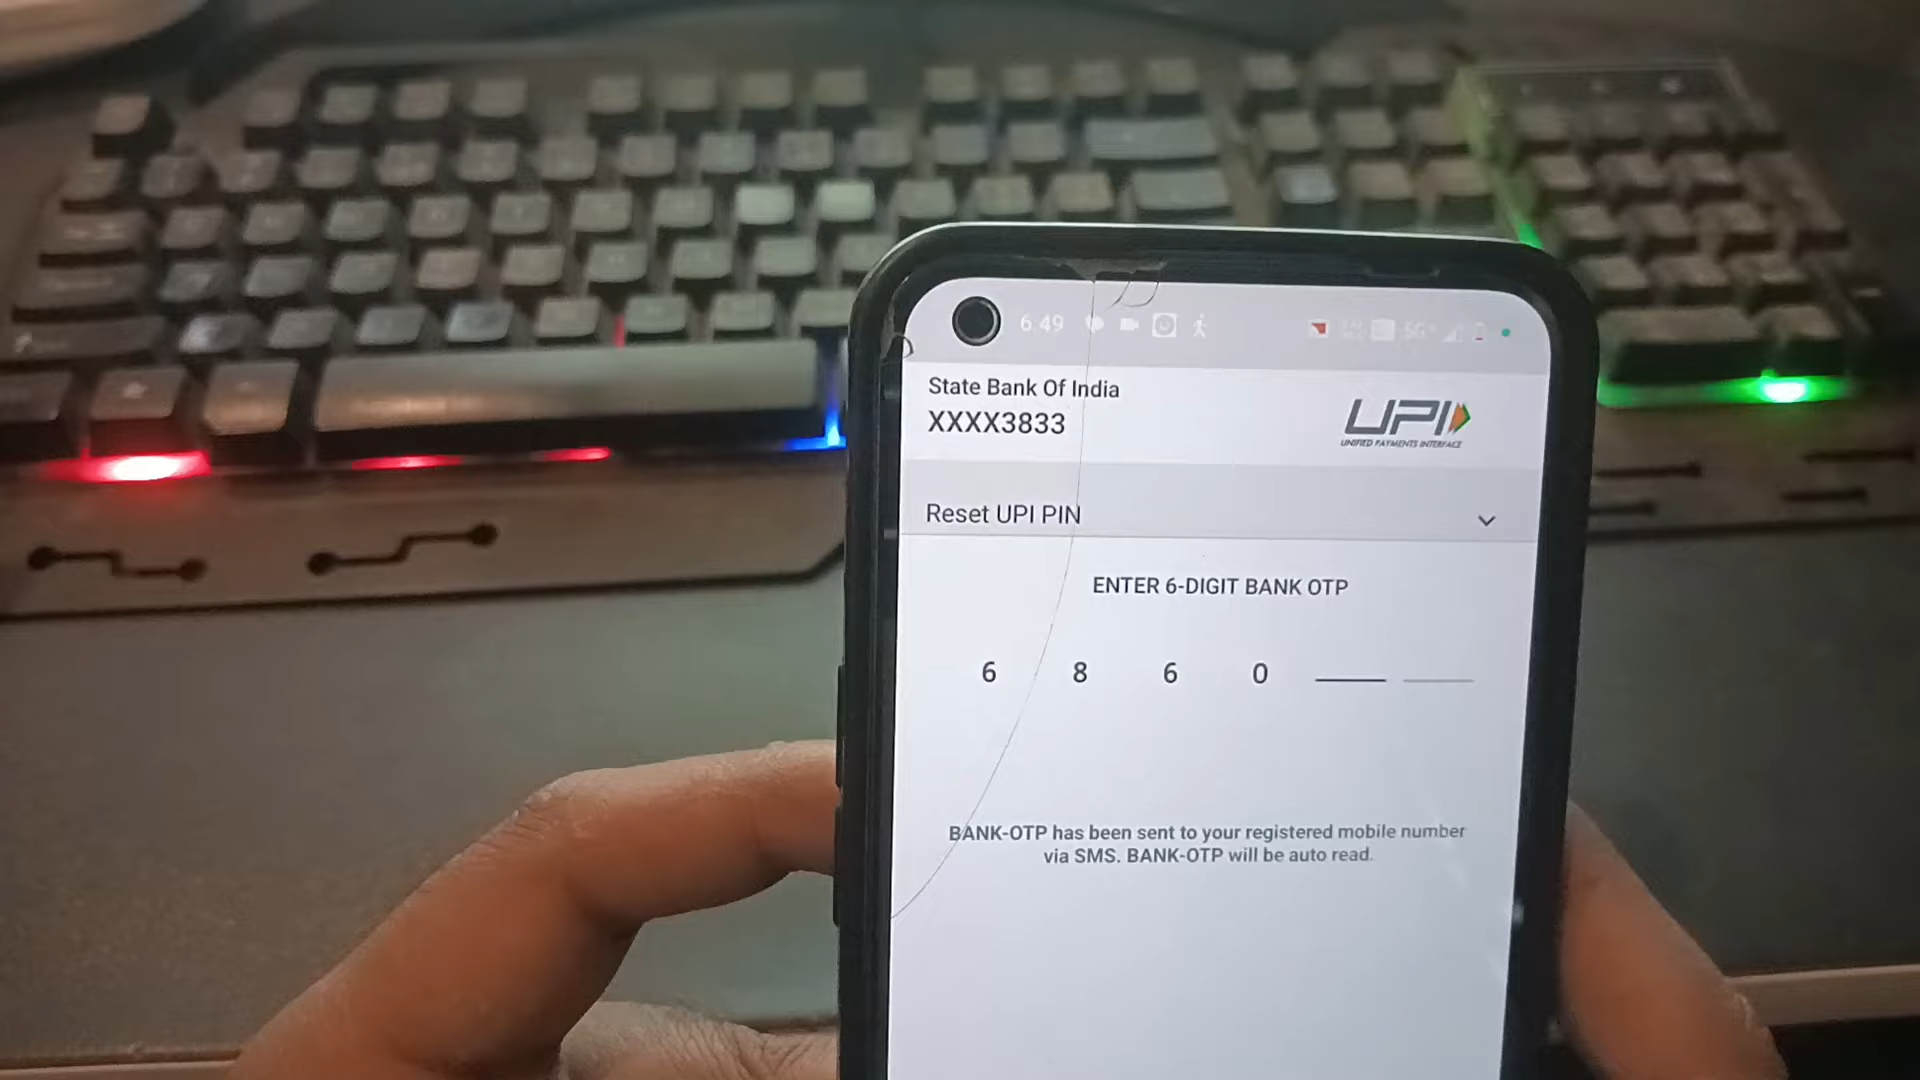 6:49
State Bank Of India
XXXX3833
UPI
UNIFIED PAYMENTS INTERFACE
Reset UPI PIN
ENTER 6-DIGIT BANK OTP
6 8 6 0
BANK-OTP has been sent to your registered mobile number
via SMS. BANK-OTP will be auto read.